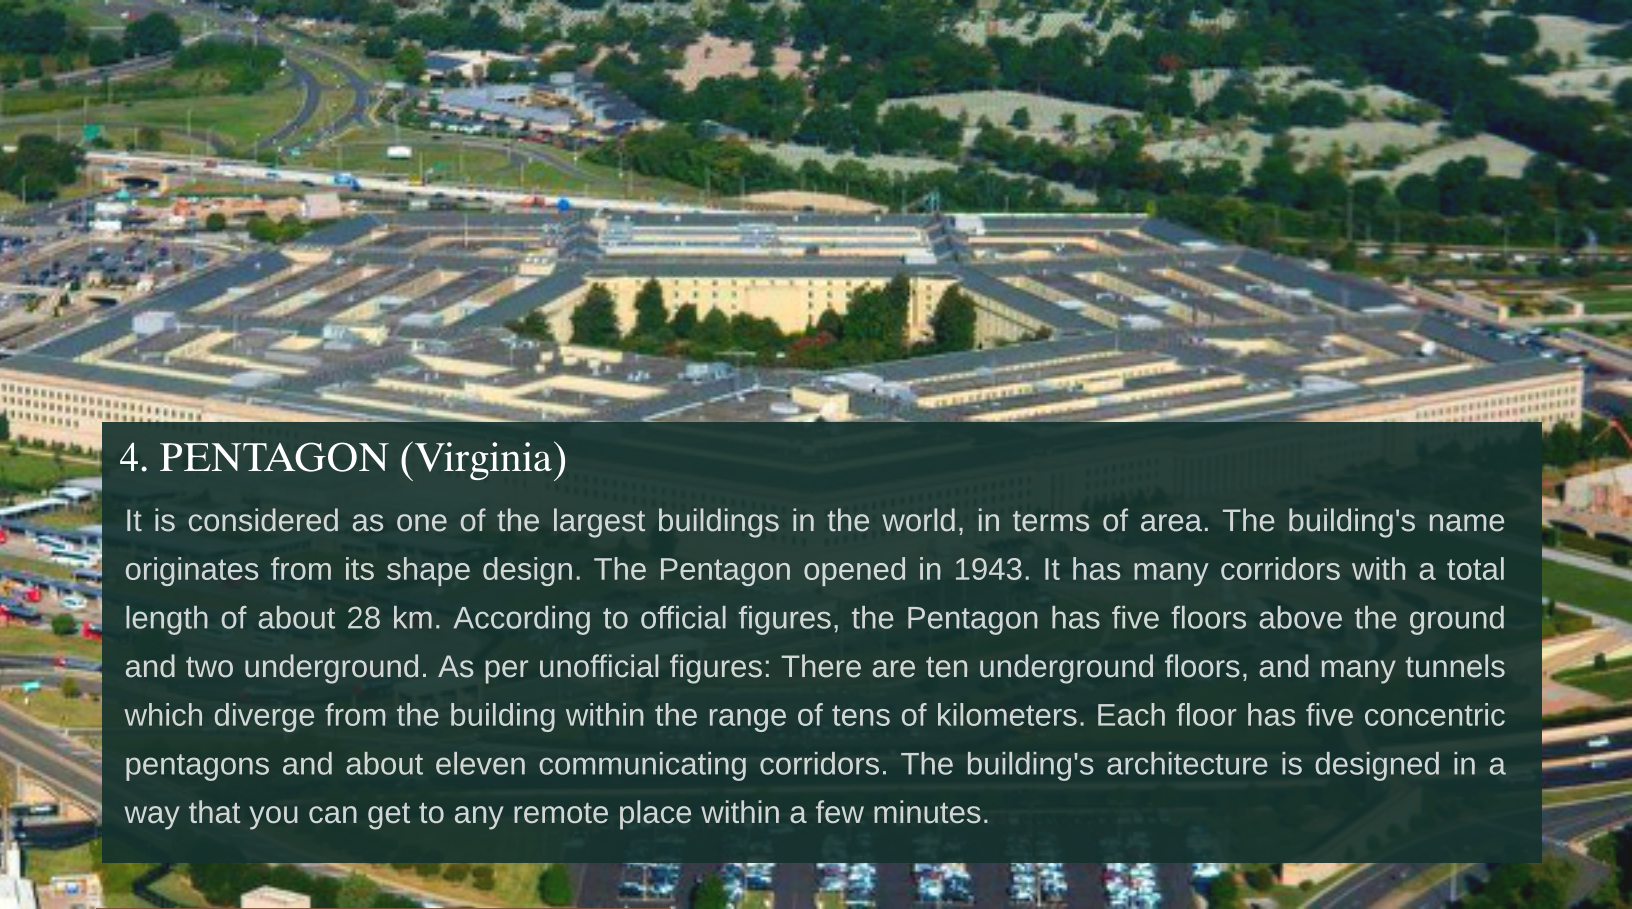 4. PENTAGON (Virginia)
It is considered as one of the largest buildings in the world, in terms of area. The building's name
originates from its shape design. The Pentagon opened in 1943. It has many corridors with a total
length of about 28 km. According to official figures, the Pentagon has five floors above the ground
and two underground. As per unofficial figures: There are ten underground floors, and many tunnels
which diverge from the building within the range of tens of kilometers. Each floor has five concentric
pentagons and about eleven communicating corridors. The building's architecture is designed in a
way that you can get to any remote place within a few minutes.